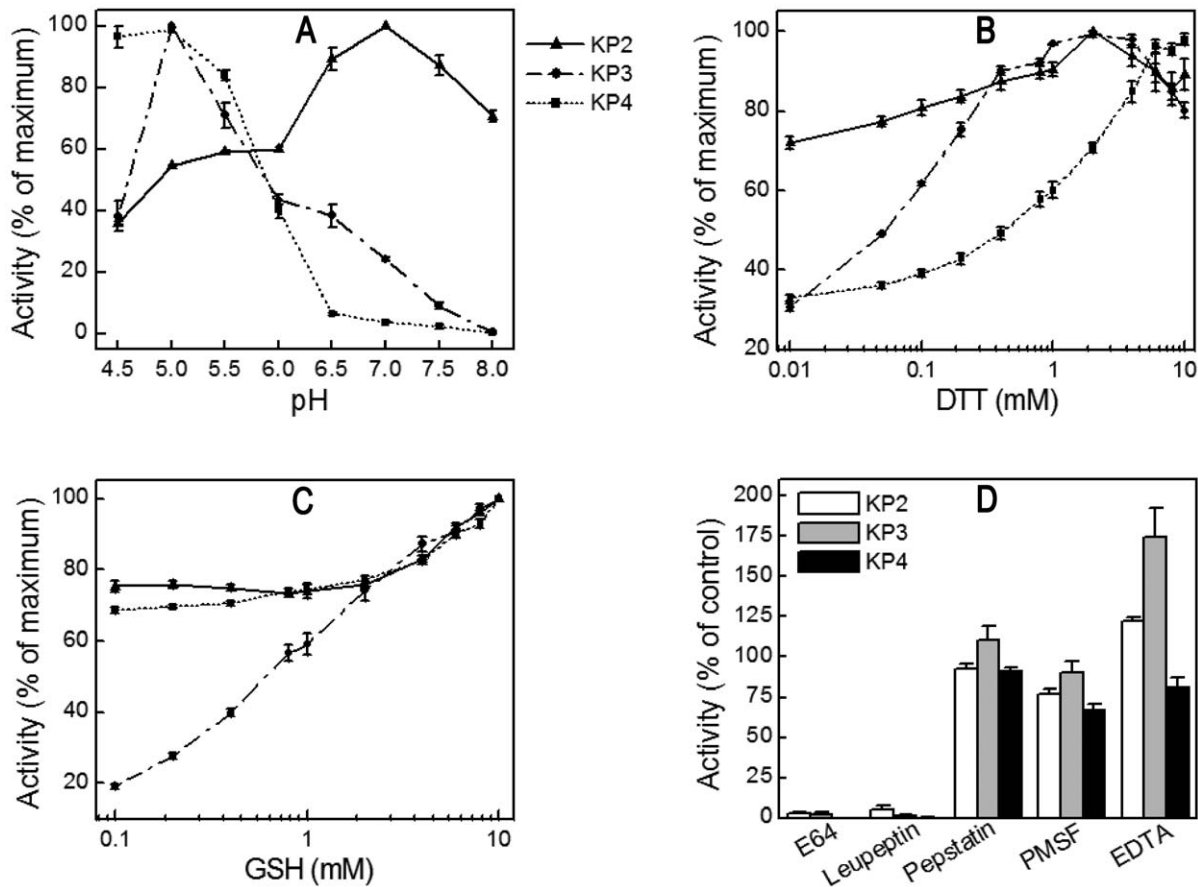 A
Activity (% of maximum)
100
80
60
40
20
0
4.5 5.0 5.5 6.0 6.5 7.0 7.5 8.0
pH
KP2
KP3
KP4
B
Activity (% of maximum)
100
80
60
40
20
0.01 0.1 1 10
DTT (mM)
C
Activity (% of maximum)
100
80
60
40
20
0.1 1 10
GSH (mM)
D
Activity (% of control)
200
175
150
125
100
75
50
25
0
KP2
KP3
KP4
E64 Leupeptin Pepstatin PMSF EDTA